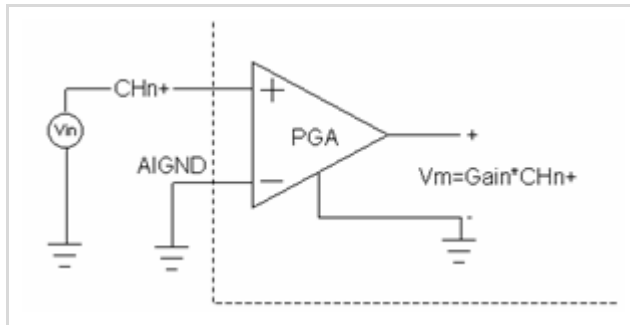 CHn+
Vin
+
PGA
+
AIGND
−
Vm=Gain*CHn+
-